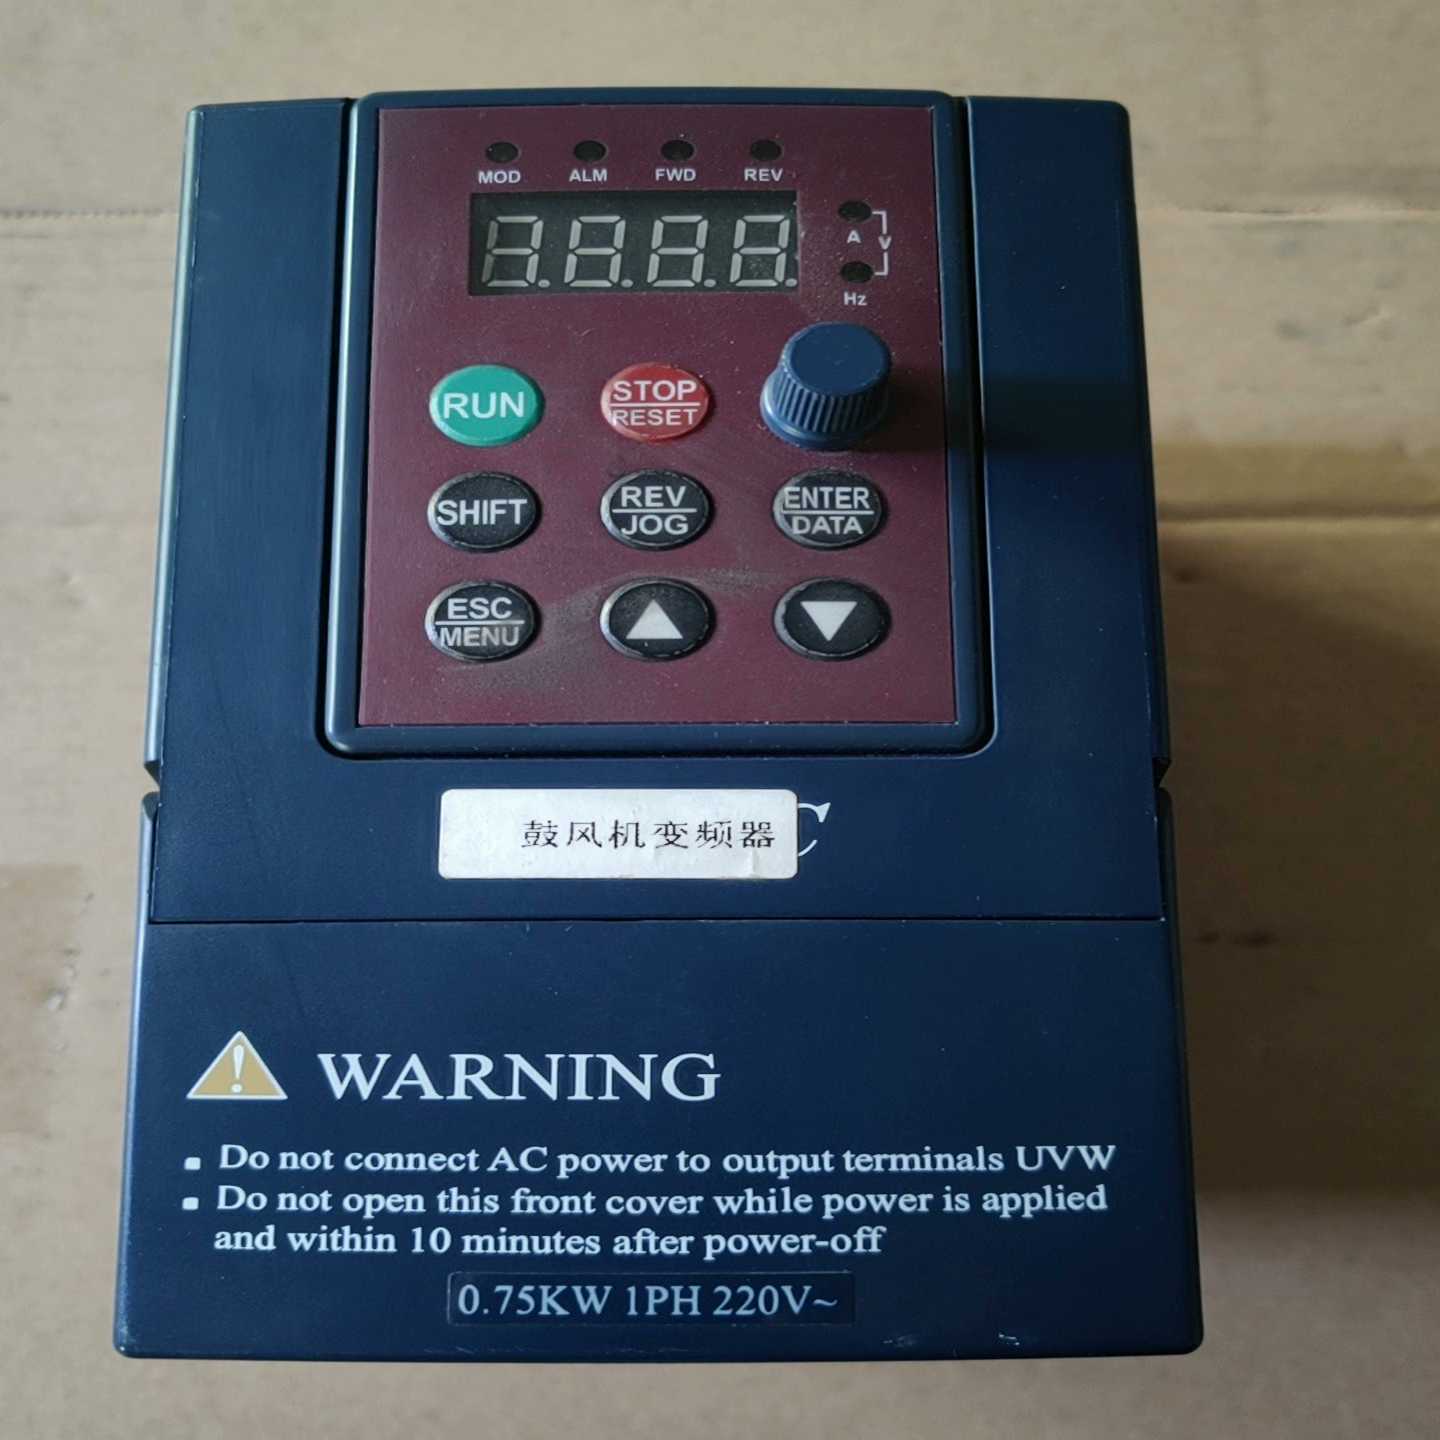 MOD ALM FWD REV
A V
Hz
RUN STOP RESET
SHIFT REV JOG ENTER DATA
ESC MENU
鼓风机变频器 C
WARNING
Do not connect AC power to output terminals UVW
Do not open this front cover while power is applied
and within 10 minutes after power-off
0.75KW 1PH 220V~